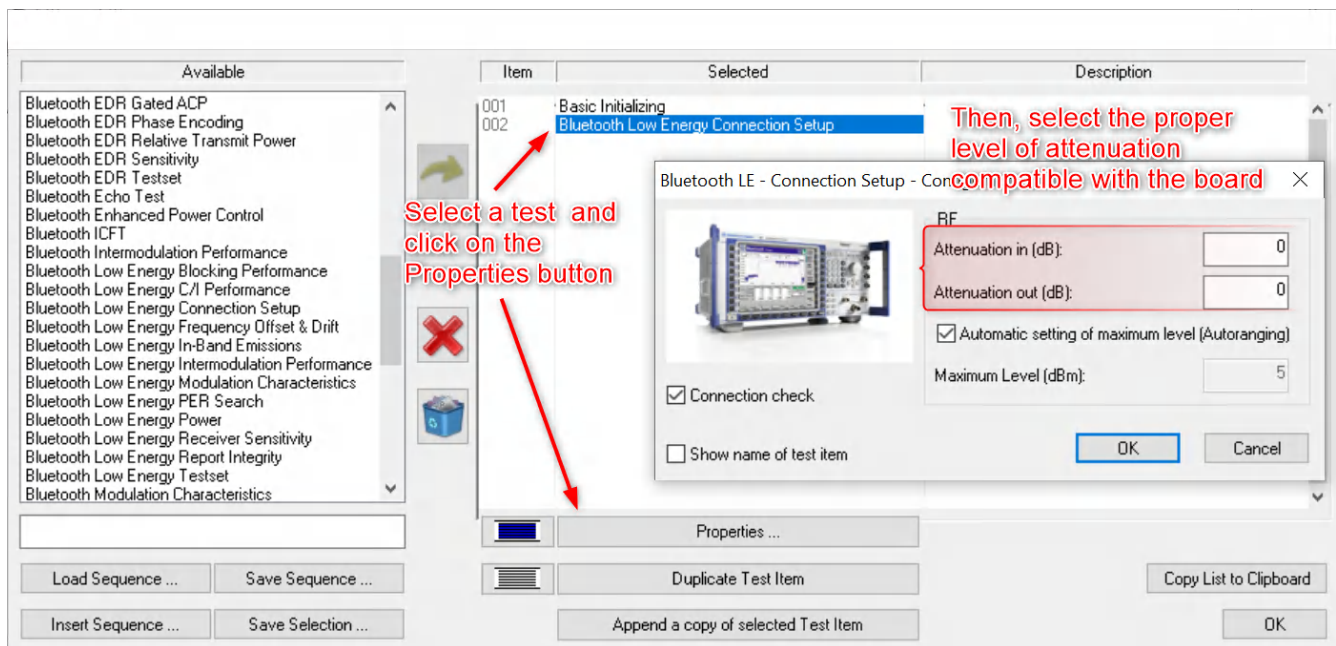 Available
Item
Selected
Description
Bluetooth EDR Gated ACP
Bluetooth EDR Phase Encoding
Bluetooth EDR Relative Transmit Power
Bluetooth EDR Sensitivity
Bluetooth EDR Testset
Bluetooth Echo Test
Bluetooth Enhanced Power Control
Bluetooth ICFT
Bluetooth Intermodulation Performance
Bluetooth Low Energy Blocking Performance
Bluetooth Low Energy C/I Performance
Bluetooth Low Energy Connection Setup
Bluetooth Low Energy Frequency Offset & Drift
Bluetooth Low Energy In-Band Emissions
Bluetooth Low Energy Intermodulation Performance
Bluetooth Low Energy Modulation Characteristics
Bluetooth Low Energy PER Search
Bluetooth Low Energy Power
Bluetooth Low Energy Receiver Sensitivity
Bluetooth Low Energy Report Integrity
Bluetooth Low Energy Testset
Bluetooth Modulation Characteristics
001 Basic Initializing
002 Bluetooth Low Energy Connection Setup
Select a test and
click on the
Properties button
Then, select the proper
level of attenuation
compatible with the board
Bluetooth LE - Connection Setup -
RF
Attenuation in (dB): 0
Attenuation out (dB): 0
Automatic setting of maximum level (Autoranging)
Maximum Level (dBm): 5
Connection check
Show name of test item
OK
Cancel
Properties ...
Load Sequence ...
Save Sequence ...
Duplicate Test Item
Copy List to Clipboard
Insert Sequence ...
Save Selection ...
Append a copy of selected Test Item
OK